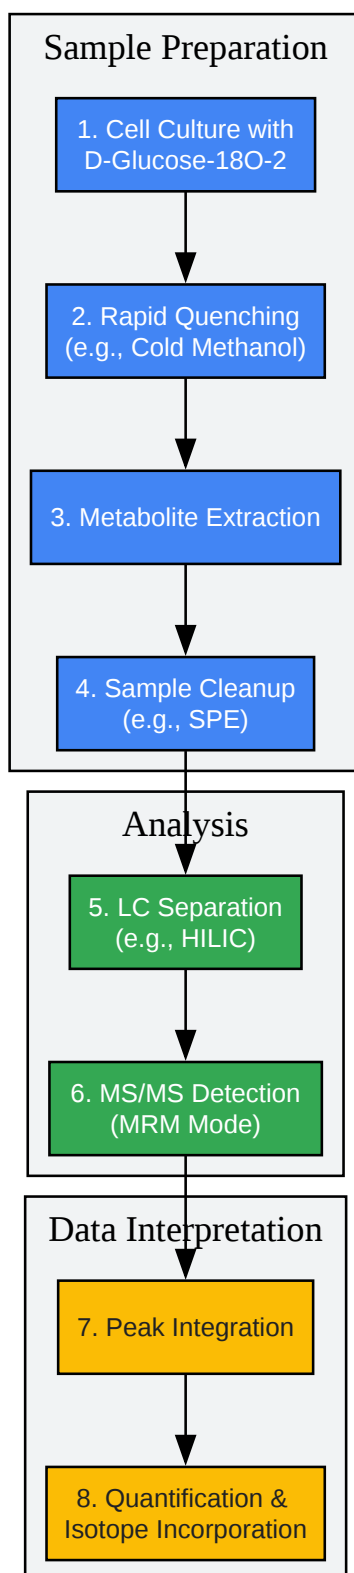 Sample Preparation
1. Cell Culture with
D-Glucose-18O-2
2. Rapid Quenching
(e.g., Cold Methanol)
3. Metabolite Extraction
4. Sample Cleanup
(e.g., SPE)
Analysis
5. LC Separation
(e.g., HILIC)
6. MS/MS Detection
(MRM Mode)
Data Interpretation
7. Peak Integration
8. Quantification &
Isotope Incorporation